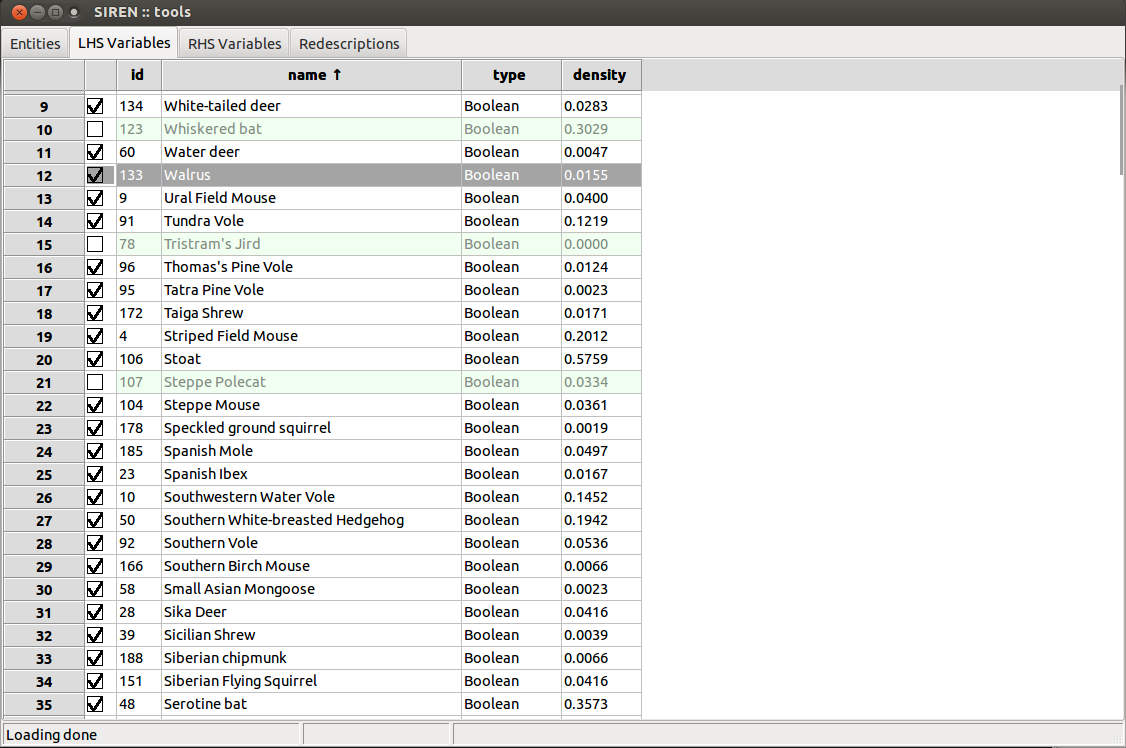 SIREN :: tools
Entities LHS Variables RHS Variables Redescriptions
id name ↑ type density
9 134 White-tailed deer Boolean 0.0283
10 123 Whiskered bat Boolean 0.3029
11 60 Water deer Boolean 0.0047
12 133 Walrus Boolean 0.0155
13 9 Ural Field Mouse Boolean 0.0400
14 91 Tundra Vole Boolean 0.1219
15 78 Tristram's Jird Boolean 0.0000
16 96 Thomas's Pine Vole Boolean 0.0124
17 95 Tatra Pine Vole Boolean 0.0023
18 172 Taiga Shrew Boolean 0.0171
19 4 Striped Field Mouse Boolean 0.2012
20 106 Stoat Boolean 0.5759
21 107 Steppe Polecat Boolean 0.0334
22 104 Steppe Mouse Boolean 0.0361
23 178 Speckled ground squirrel Boolean 0.0019
24 185 Spanish Mole Boolean 0.0497
25 23 Spanish Ibex Boolean 0.0167
26 10 Southwestern Water Vole Boolean 0.1452
27 50 Southern White-breasted Hedgehog Boolean 0.1942
28 92 Southern Vole Boolean 0.0536
29 166 Southern Birch Mouse Boolean 0.0066
30 58 Small Asian Mongoose Boolean 0.0023
31 28 Sika Deer Boolean 0.0416
32 39 Sicilian Shrew Boolean 0.0039
33 188 Siberian chipmunk Boolean 0.0066
34 151 Siberian Flying Squirrel Boolean 0.0416
35 48 Serotine bat Boolean 0.3573
Loading done